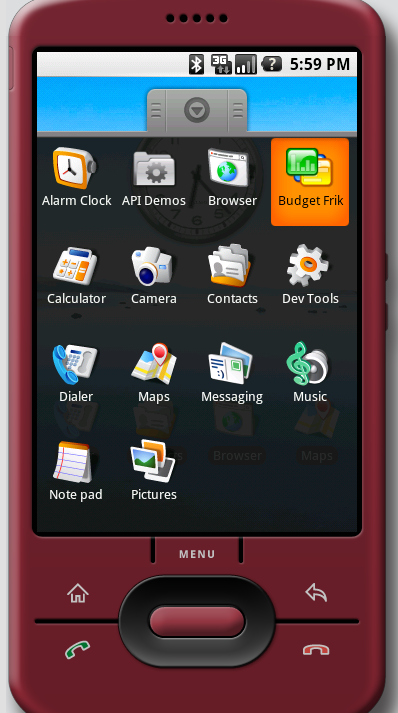 3G 5:59 PM
Alarm Clock API Demos Browser Budget Frik
Calculator Camera Contacts Dev Tools
Dialer Maps Messaging Music
Browser Maps
Note pad Pictures
MENU